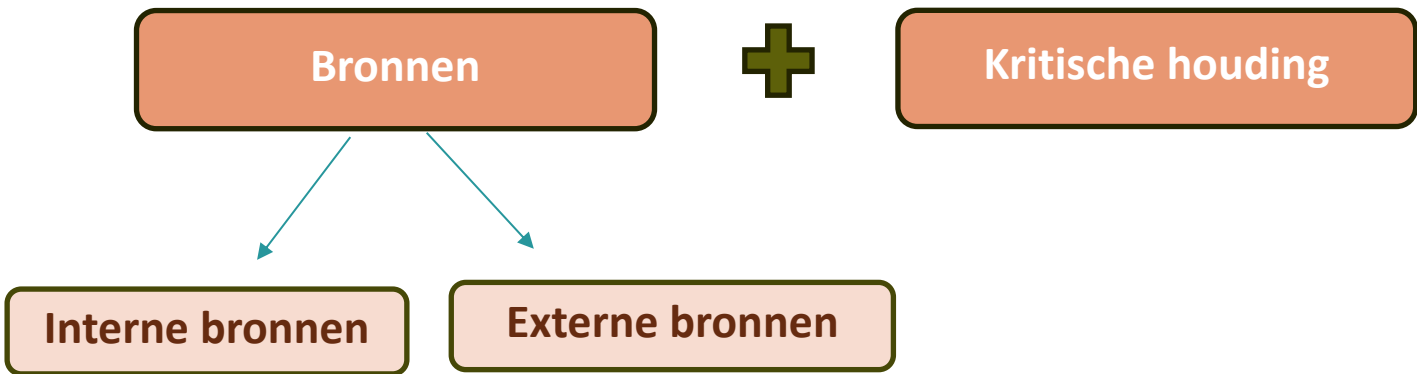 Bronnen
Kritische houding
Interne bronnen
Externe bronnen